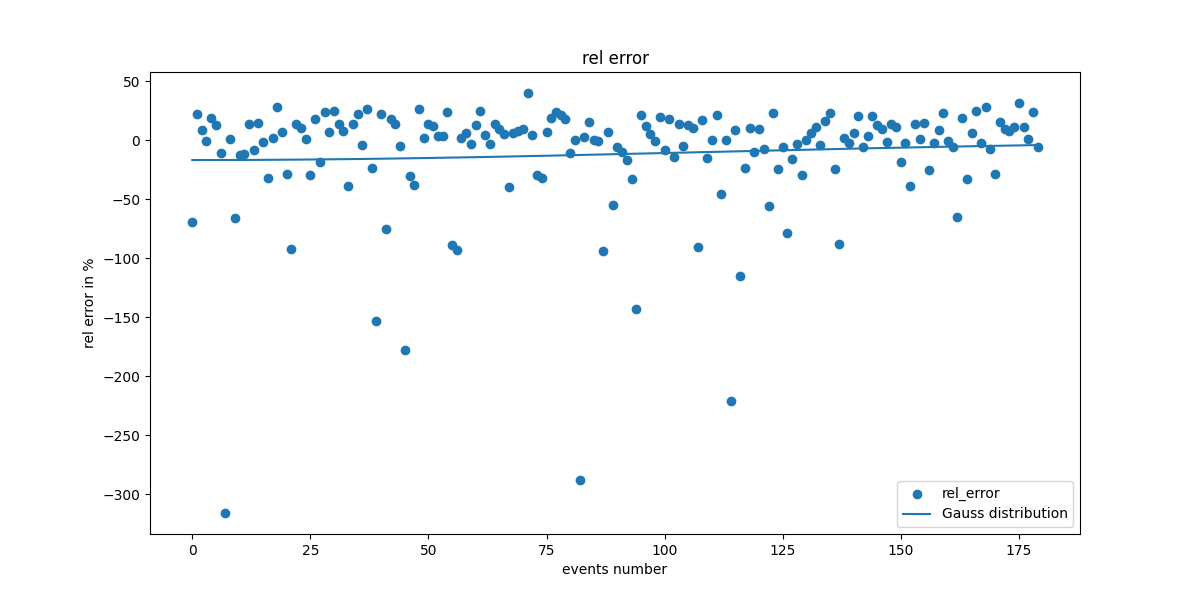 rel error
50
0
−50
−100
−150
−200
−250
−300
rel error in %
0 25 50 75 100 125 150 175
events number
rel_error
Gauss distribution